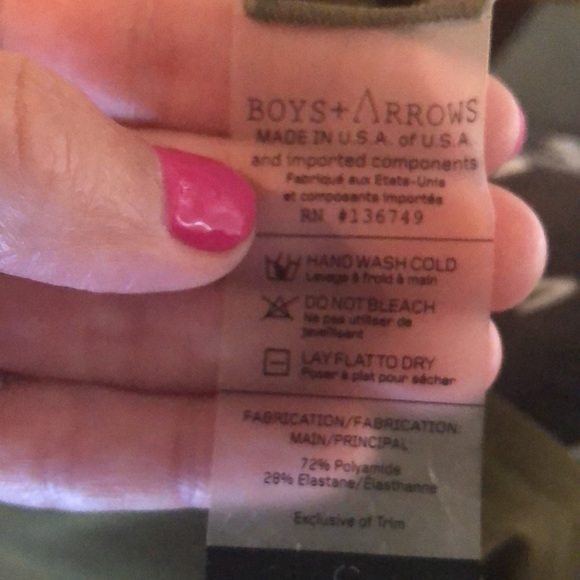 BOYS+ΛRROWS
MADE IN U.S.A. of U.S.A.
and imported components
Fabriqué aux Etats-Unis
et composants importés
RN #136749
HAND WASH COLD
Lavage à froid à main
DO NOT BLEACH
Ne pas utiliser de
javellisant
LAY FLAT TO DRY
Poser à plat pour sécher
FABRICATION/FABRICATION:
MAIN/PRINCIPAL:
72% Polyamide
28% Elastane/Élasthanne
Exclusive of Trim